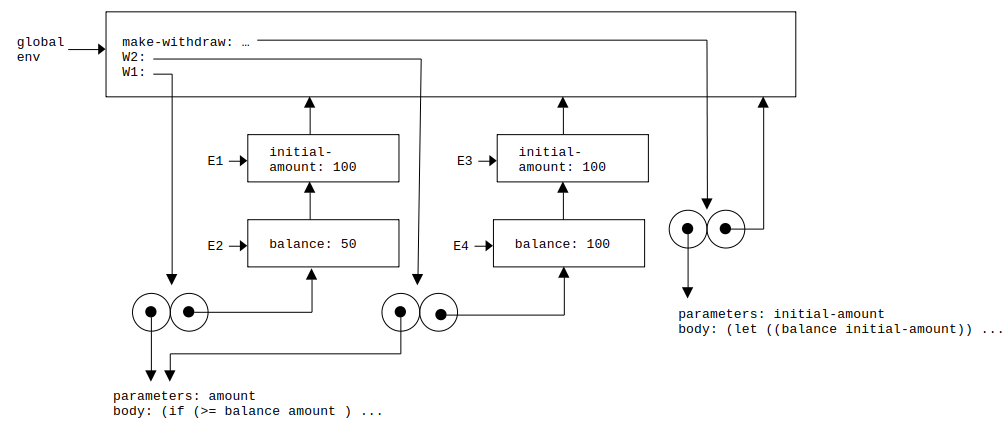 global
env
make-withdraw: …
W2:
W1:
E1
initial-
amount: 100
E3
initial-
amount: 100
E2
balance: 50
E4
balance: 100
parameters: initial-amount
body: (let ((balance initial-amount)) ...
parameters: amount
body: (if (>= balance amount ) ...